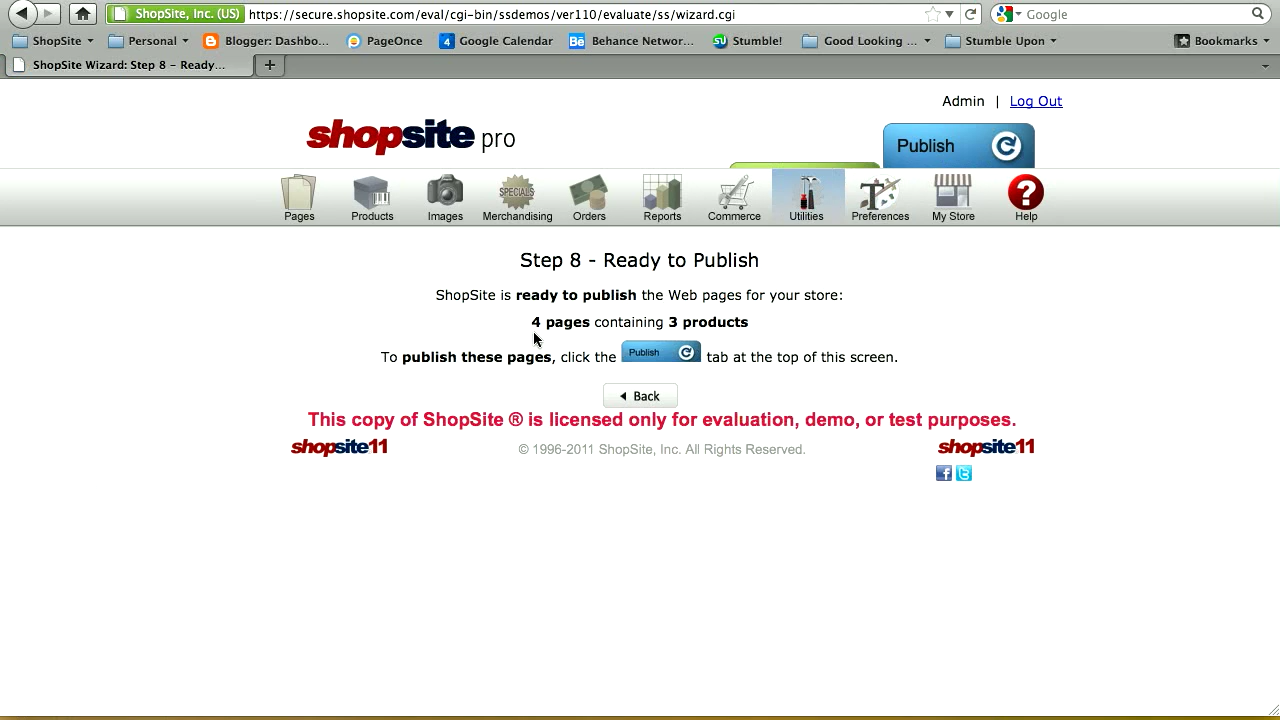 ShopSite, Inc. (US) https://secure.shopsite.com/eval/cgi-bin/ssdemos/ver110/evaluate/ss/wizard.cgi Google
ShopSite Personal Blogger: Dashbo... PageOnce 4 Google Calendar Bē Behance Networ... Stumble! Good Looking ... Stumble Upon Bookmarks
ShopSite Wizard: Step 8 – Ready... +
Admin | Log Out
shopsite pro
Publish
SPECIALS
?
Pages Products Images Merchandising Orders Reports Commerce Utilities Preferences My Store Help
Step 8 - Ready to Publish
ShopSite is ready to publish the Web pages for your store:
4 pages containing 3 products
To publish these pages, click the Publish tab at the top of this screen.
Back
This copy of ShopSite ® is licensed only for evaluation, demo, or test purposes.
shopsite11 © 1996-2011 ShopSite, Inc. All Rights Reserved. shopsite11
f t